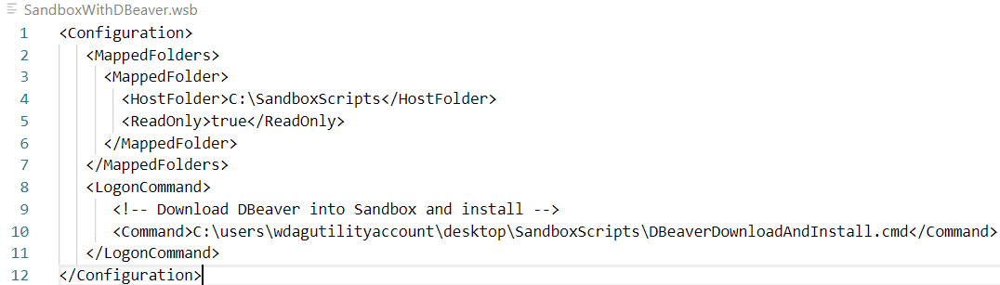 SandboxWithDBeaver.wsb
1 <Configuration>
2 <MappedFolders>
3 <MappedFolder>
4 <HostFolder>C:\SandboxScripts</HostFolder>
5 <ReadOnly>true</ReadOnly>
6 </MappedFolder>
7 </MappedFolders>
8 <LogonCommand>
9 <!-- Download DBeaver into Sandbox and install -->
10 <Command>C:\users\wdagutilityaccount\desktop\SandboxScripts\DBeaverDownloadAndInstall.cmd</Command>
11 </LogonCommand>
12 </Configuration>